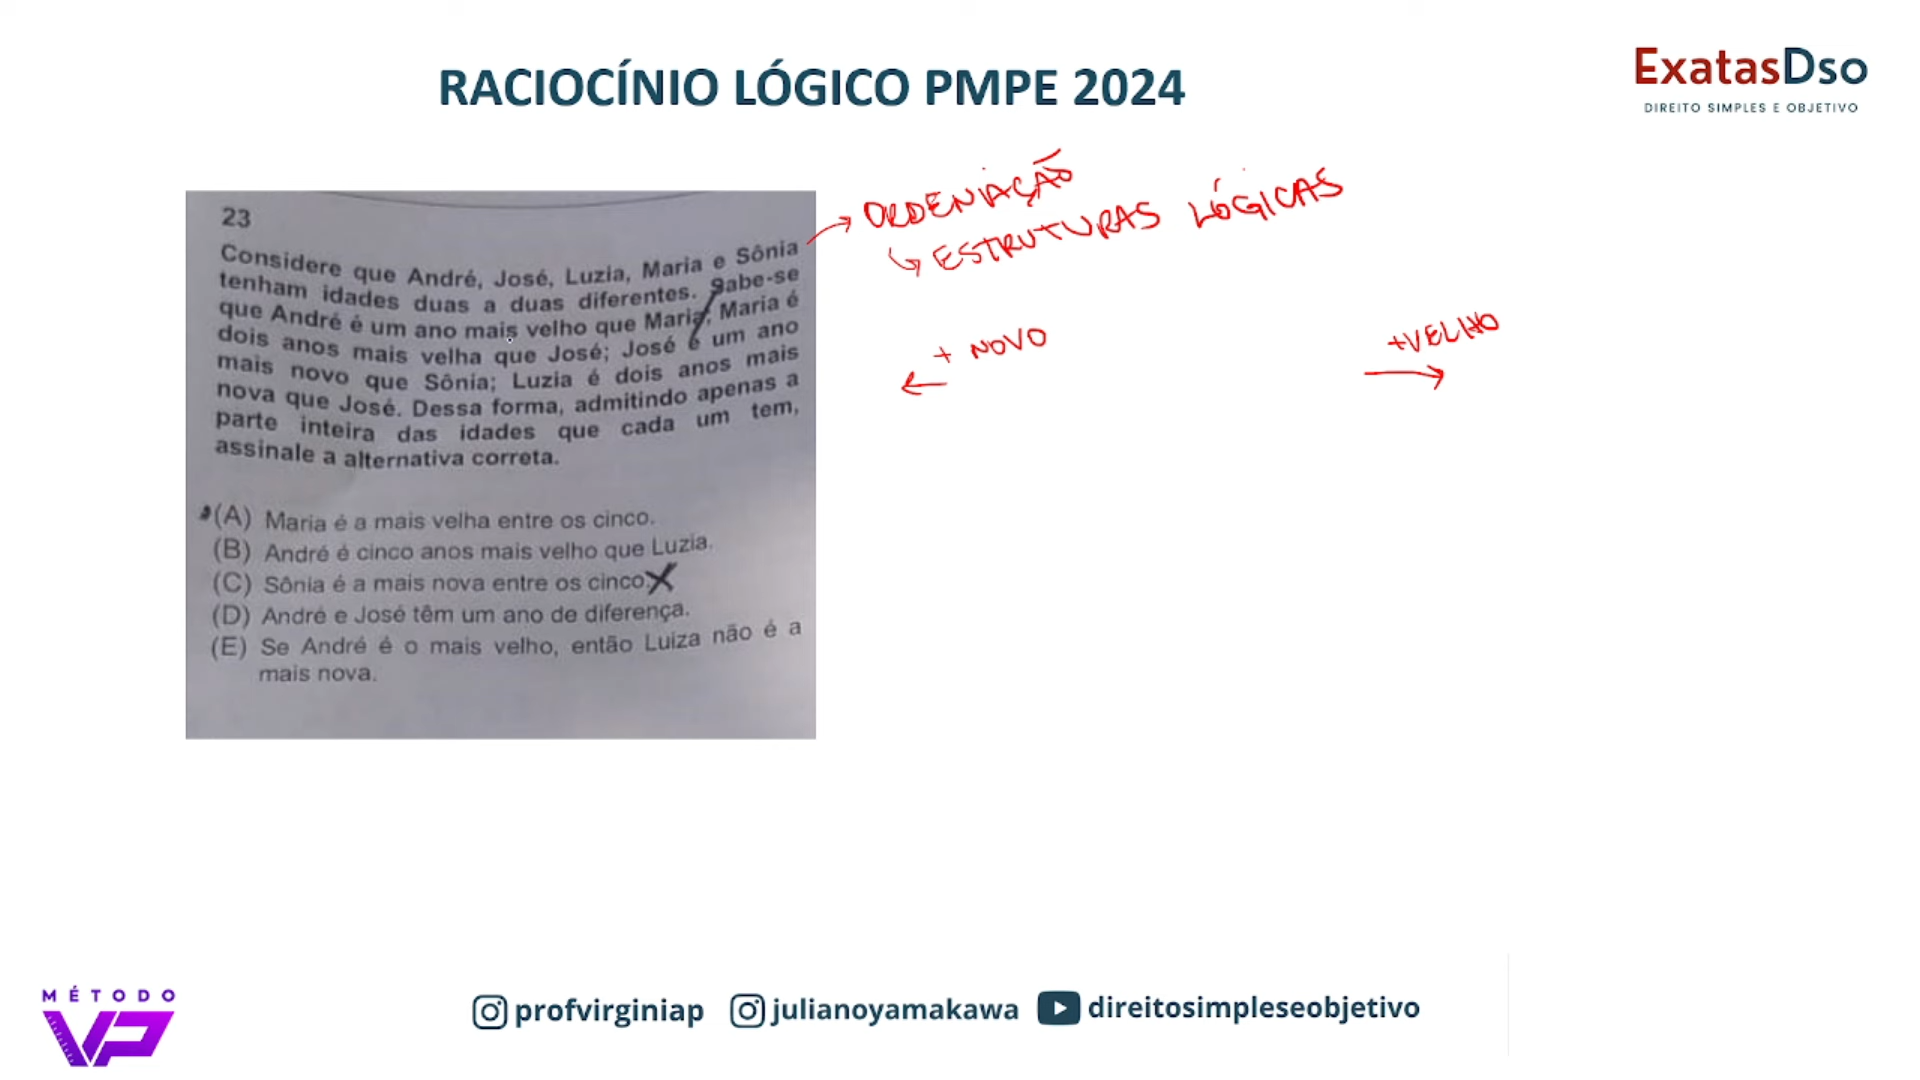 RACIOCÍNIO LÓGICO PMPE 2024
ExatasDso
DIREITO SIMPLES E OBJETIVO
ORDENAÇÃO
ESTRUTURAS LÓGICAS
+ NOVO
+VELHO
23
Considere que André, José, Luzia, Maria e Sônia
tenham idades duas a duas diferentes. Sabe-se
que André é um ano mais velho que Maria; Maria é
dois anos mais velha que José; José é um ano
mais novo que Sônia; Luzia é dois anos mais
nova que José. Dessa forma, admitindo apenas a
parte inteira das idades que cada um tem,
assinale a alternativa correta.
(A) Maria é a mais velha entre os cinco.
(B) André é cinco anos mais velho que Luzia.
(C) Sônia é a mais nova entre os cinco.
(D) André e José têm um ano de diferença.
(E) Se André é o mais velho, então Luiza não é a
mais nova.
MÉTODO
VP
profvirginiap
julianoyamakawa
direitosimpleseobjetivo